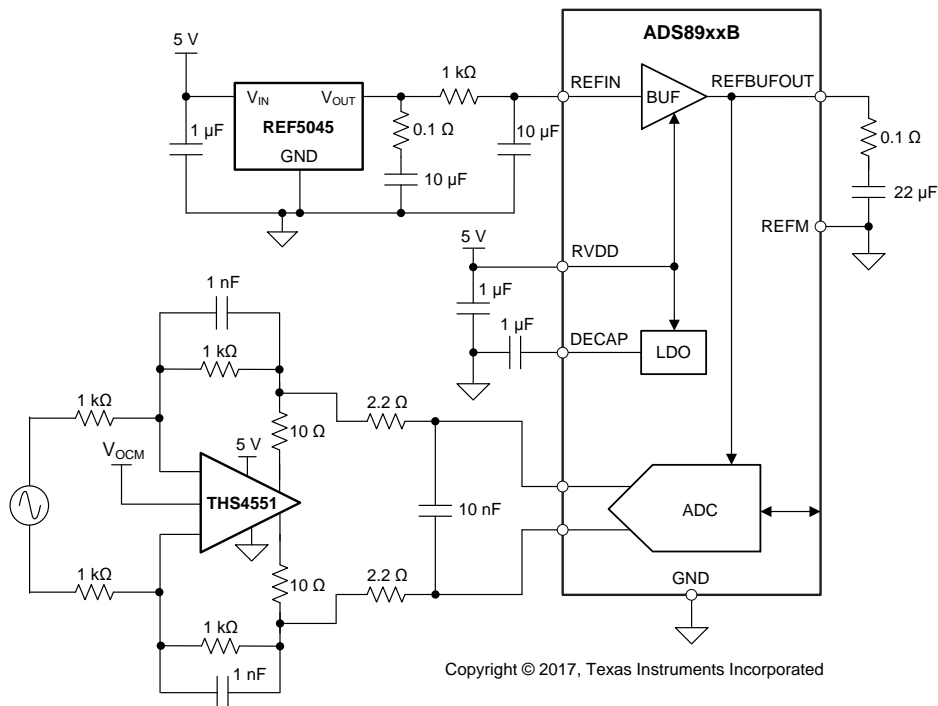 ADS89xxB
5 V
1 kΩ
REFIN
REFBUFOUT
BUF
V_IN
V_OUT
REF5045
GND
1 µF
0.1 Ω
10 µF
10 µF
0.1 Ω
22 µF
REFM
5 V
RVDD
1 nF
1 µF
1 µF
DECAP
LDO
1 kΩ
1 kΩ
2.2 Ω
10 Ω
V_OCM
5 V
THS4551
10 nF
ADC
10 Ω
2.2 Ω
1 kΩ
GND
1 kΩ
1 nF
Copyright © 2017, Texas Instruments Incorporated